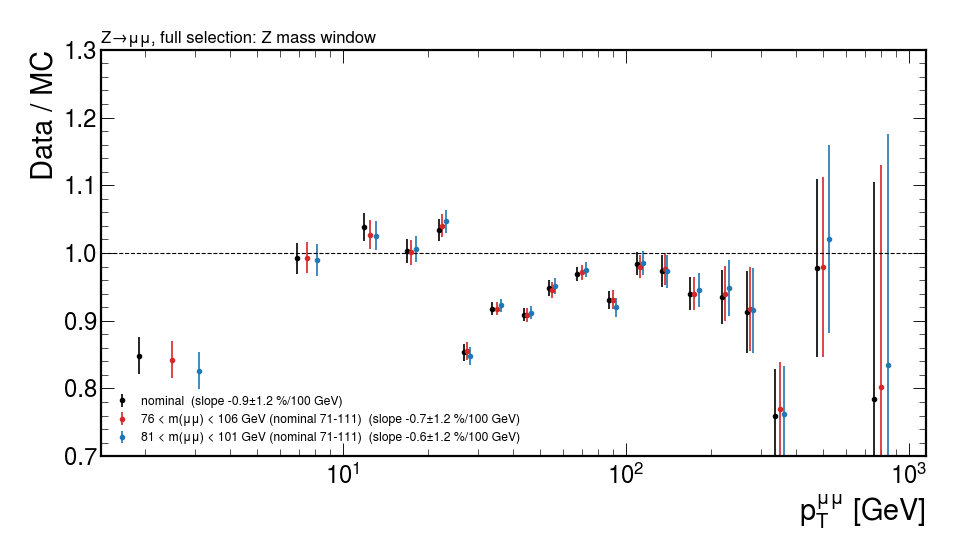 Z→μμ, full selection: Z mass window
Data / MC
1.3
1.2
1.1
1.0
0.9
0.8
0.7
nominal (slope -0.9±1.2 %/100 GeV)
76 < m(μμ) < 106 GeV (nominal 71-111) (slope -0.7±1.2 %/100 GeV)
81 < m(μμ) < 101 GeV (nominal 71-111) (slope -0.6±1.2 %/100 GeV)
10¹ 10² 10³
p_T^μμ [GeV]